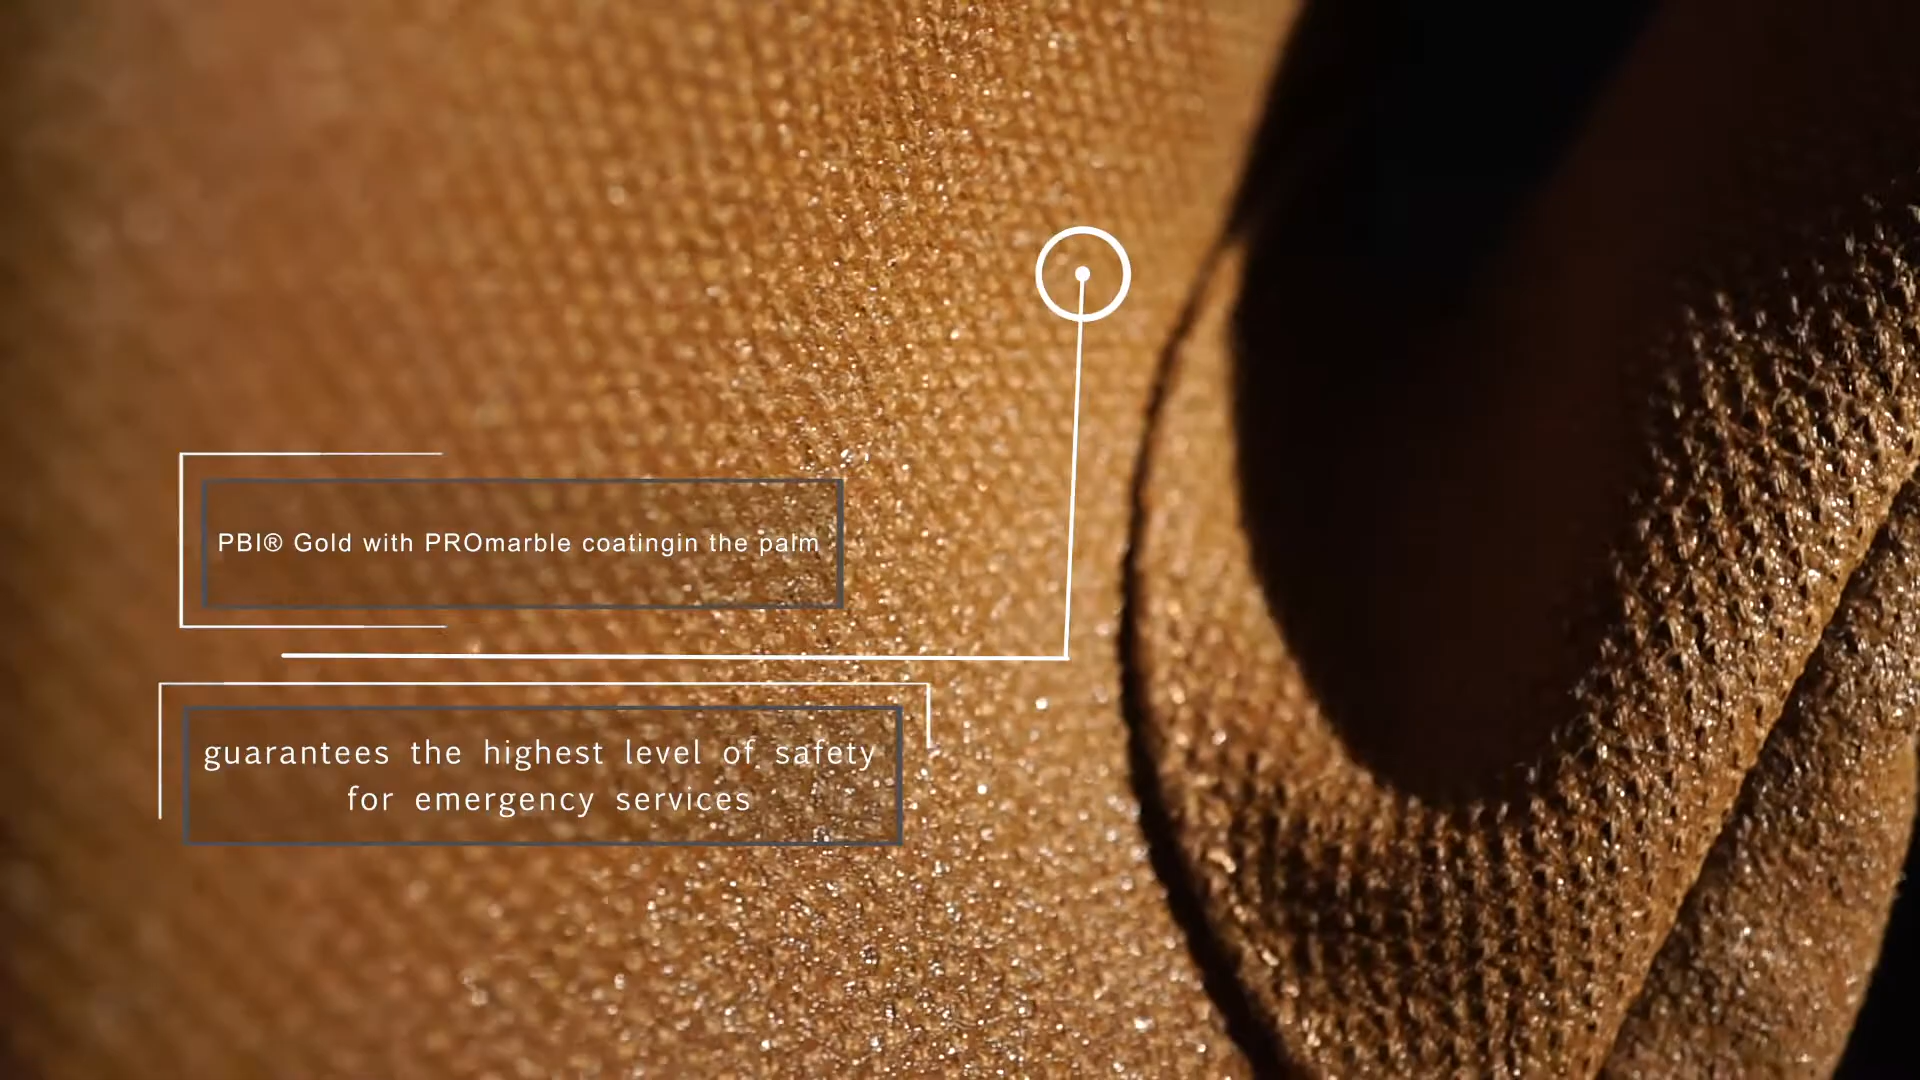 PBI® Gold with PROmarble coatingin the palm
guarantees the highest level of safety
for emergency services